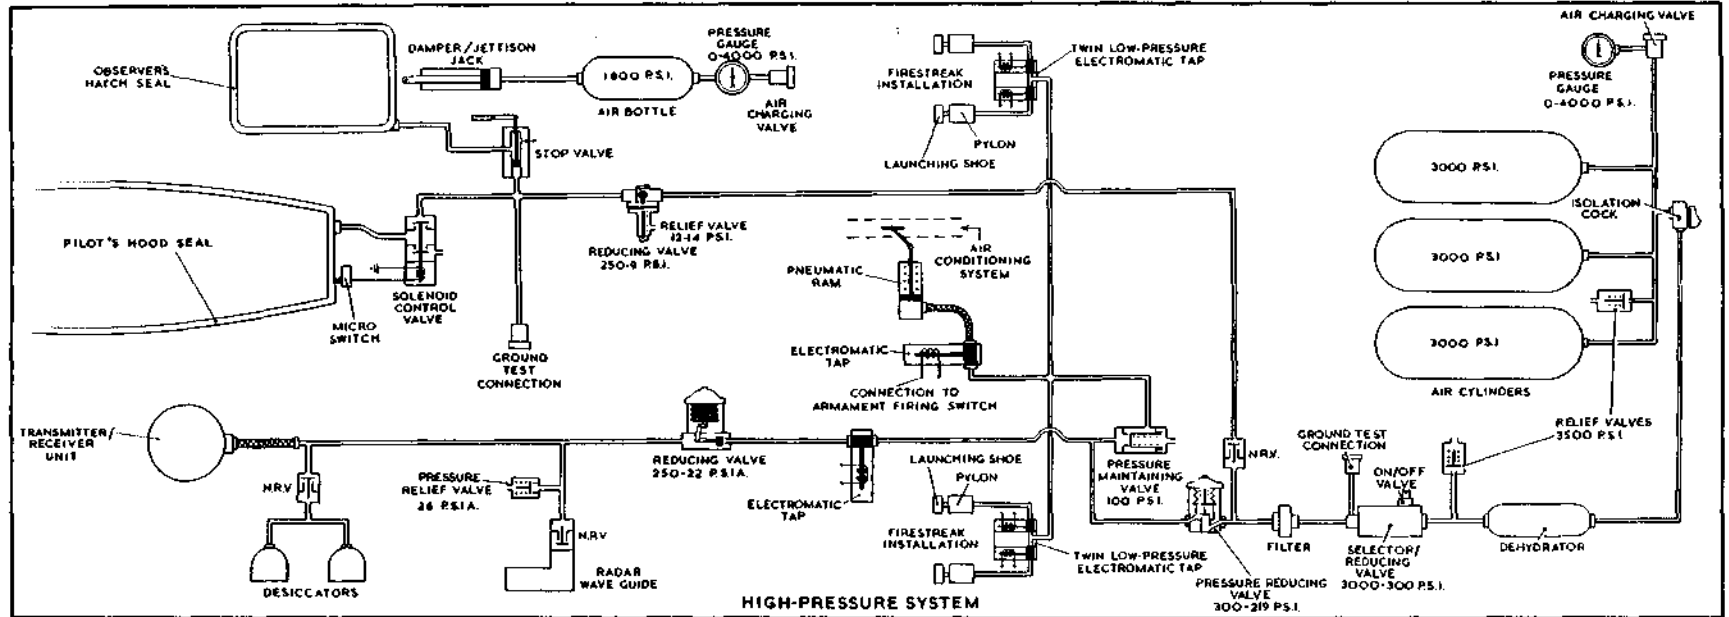 OBSERVER'S
HATCH SEAL
DAMPER/JETTISON
JACK
1800 P.S.I.
AIR BOTTLE
PRESSURE
GAUGE
0-4000 P.S.I.
AIR
CHARGING
VALVE
STOP VALVE
FIRESTREAK
INSTALLATION
TWIN LOW-PRESSURE
ELECTROMATIC TAP
PYLON
LAUNCHING SHOE
AIR CHARGING VALVE
PRESSURE
GAUGE
0-4000 P.S.I.
3000 P.S.I.
ISOLATION
COCK
3000 P.S.I
3000 P.S.I
AIR CYLINDERS
RELIEF VALVES
3500 P.S.I.
PILOT'S HOOD SEAL
MICRO
SWITCH
SOLENOID
CONTROL
VALVE
RELIEF VALVE
12-14 P.S.I.
REDUCING VALVE
250-9 P.S.I.
GROUND
TEST
CONNECTION
AIR
CONDITIONING
SYSTEM
PNEUMATIC
RAM
ELECTROMATIC
TAP
CONNECTION TO
ARMAMENT FIRING SWITCH
TRANSMITTER/
RECEIVER
UNIT
N.R.V.
DESICCATORS
PRESSURE
RELIEF VALVE
26 P.S.I.A.
N.R.V.
RADAR
WAVE GUIDE
REDUCING VALVE
250-22 P.S.I.A.
ELECTROMATIC
TAP
LAUNCHING SHOE
PYLON
FIRESTREAK
INSTALLATION
TWIN LOW-PRESSURE
ELECTROMATIC TAP
PRESSURE
MAINTAINING
VALVE
100 P.S.I.
N.R.V.
PRESSURE REDUCING
VALVE
300-219 P.S.I.
FILTER
GROUND TEST
CONNECTION
ON/OFF
VALVE
SELECTOR/
REDUCING
VALVE
3000-300 P.S.I.
DEHYDRATOR
HIGH-PRESSURE SYSTEM